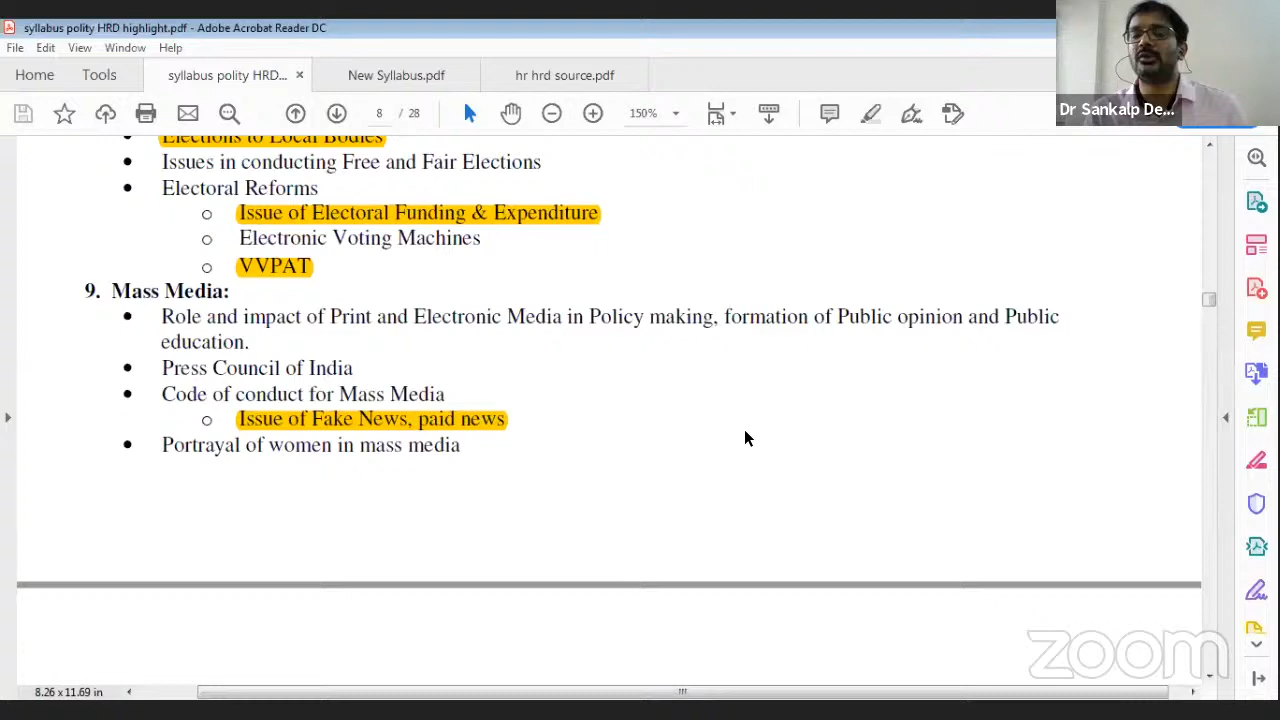 syllabus polity HRD highlight.pdf - Adobe Acrobat Reader DC
File Edit View Window Help
Home Tools syllabus polity HRD... × New Syllabus.pdf hr hrd source.pdf
8 / 28 150%
Dr Sankalp De...
Elections to Local Bodies
• Issues in conducting Free and Fair Elections
• Electoral Reforms
o Issue of Electoral Funding & Expenditure
o Electronic Voting Machines
o VVPAT
9. Mass Media:
• Role and impact of Print and Electronic Media in Policy making, formation of Public opinion and Public
education.
• Press Council of India
• Code of conduct for Mass Media
o Issue of Fake News, paid news
• Portrayal of women in mass media
zoom
8.26 x 11.69 in